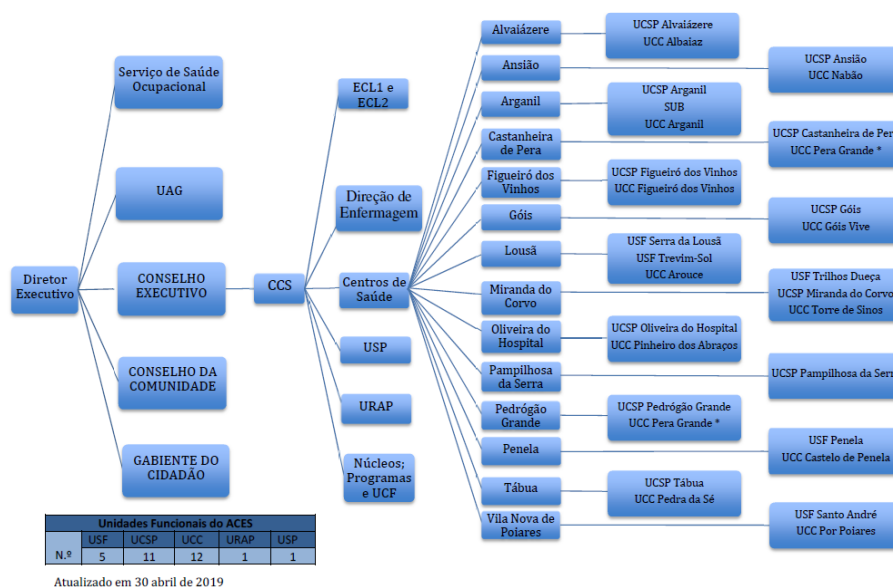 Diretor
Executivo
Serviço de Saúde
Ocupacional
UAG
CONSELHO
EXECUTIVO
CONSELHO DA
COMUNIDADE
GABIENTE DO
CIDADÃO
CCS
ECL1 e
ECL2
Direção de
Enfermagem
Centros de
Saúde
USP
URAP
Núcleos;
Programas
e UCF
Alvaiázere
UCSP Alvaiázere
UCC Albaiaz
Ansião
UCSP Ansião
UCC Nabão
Arganil
UCSP Arganil
SUB
UCC Arganil
Castanheira
de Pera
UCSP Castanheira de Per
UCC Pera Grande *
Figueiró dos
Vinhos
UCSP Figueiró dos Vinhos
UCC Figueiró dos Vinhos
Góis
UCSP Góis
UCC Góis Vive
Lousã
USF Serra da Lousã
USF Trevim-Sol
UCC Arouce
Miranda do
Corvo
USF Trilhos Dueça
UCSP Miranda do Corvo
UCC Torre de Sinos
Oliveira do
Hospital
UCSP Oliveira do Hospital
UCC Pinheiro dos Abraços
Pampilhosa
da Serra
UCSP Pampilhosa da Serr
Pedrógão
Grande
UCSP Pedrógão Grande
UCC Pera Grande *
Penela
USF Penela
UCC Castelo de Penela
Tábua
UCSP Tábua
UCC Pedra da Sé
Vila Nova de
Poiares
USF Santo André
UCC Por Poiares
Unidades Funcionais do ACES
USF UCSP UCC URAP USP
N.º 5 11 12 1 1
Atualizado em 30 abril de 2019